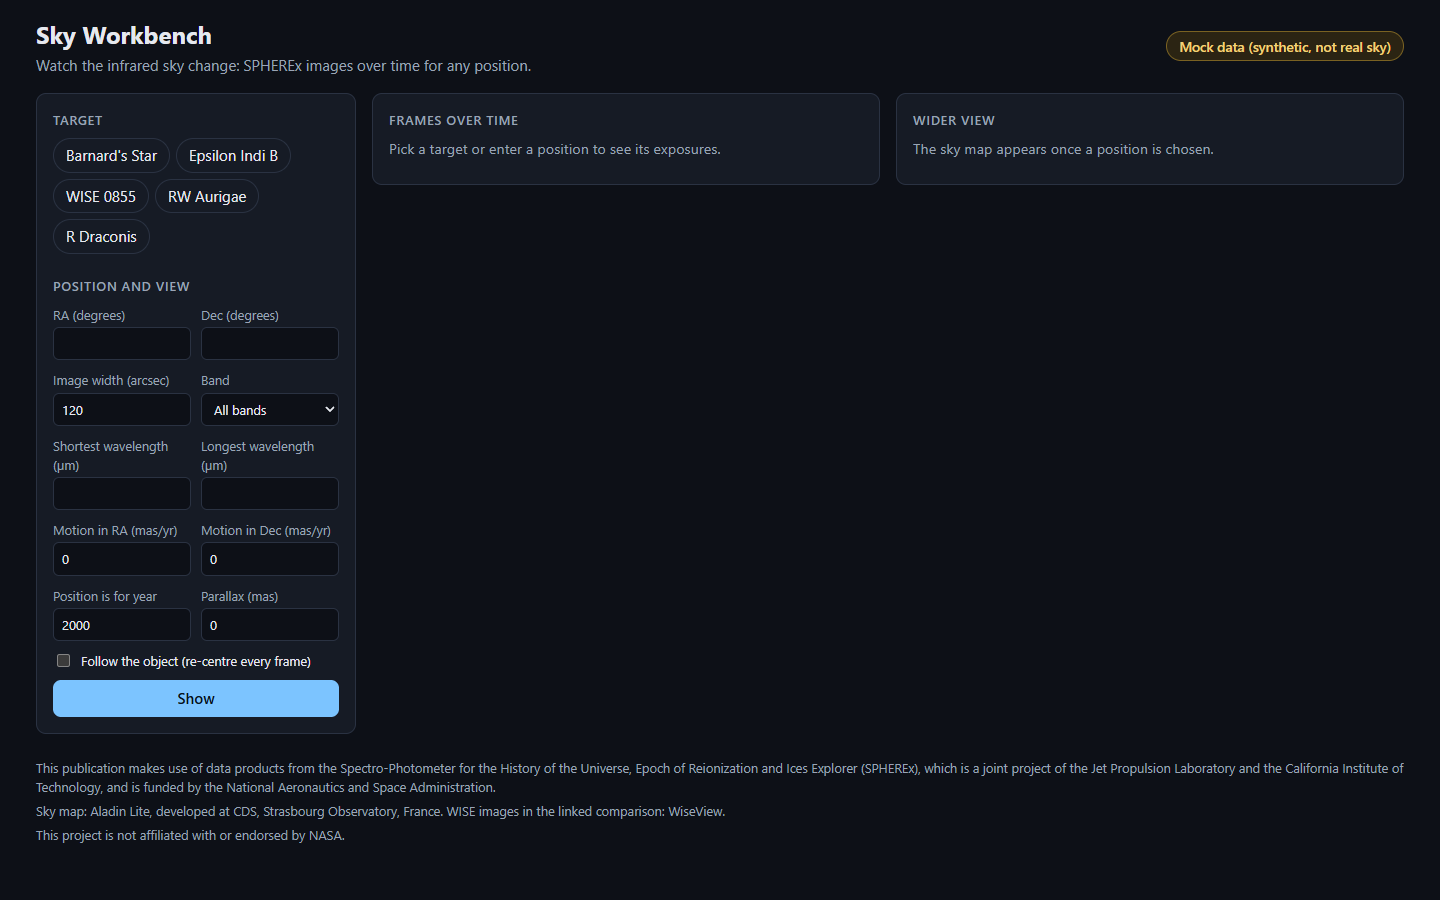 Sky Workbench
Watch the infrared sky change: SPHEREx images over time for any position.
Mock data (synthetic, not real sky)
TARGET
Barnard's Star
Epsilon Indi B
WISE 0855
RW Aurigae
R Draconis
POSITION AND VIEW
RA (degrees)
Dec (degrees)
Image width (arcsec)
Band
120
All bands
Shortest wavelength
(µm)
Longest wavelength
(µm)
Motion in RA (mas/yr)
Motion in Dec (mas/yr)
0
0
Position is for year
Parallax (mas)
2000
0
Follow the object (re-centre every frame)
Show
FRAMES OVER TIME
Pick a target or enter a position to see its exposures.
WIDER VIEW
The sky map appears once a position is chosen.
This publication makes use of data products from the Spectro-Photometer for the History of the Universe, Epoch of Reionization and Ices Explorer (SPHEREx), which is a joint project of the Jet Propulsion Laboratory and the California Institute of
Technology, and is funded by the National Aeronautics and Space Administration.
Sky map: Aladin Lite, developed at CDS, Strasbourg Observatory, France. WISE images in the linked comparison: WiseView.
This project is not affiliated with or endorsed by NASA.